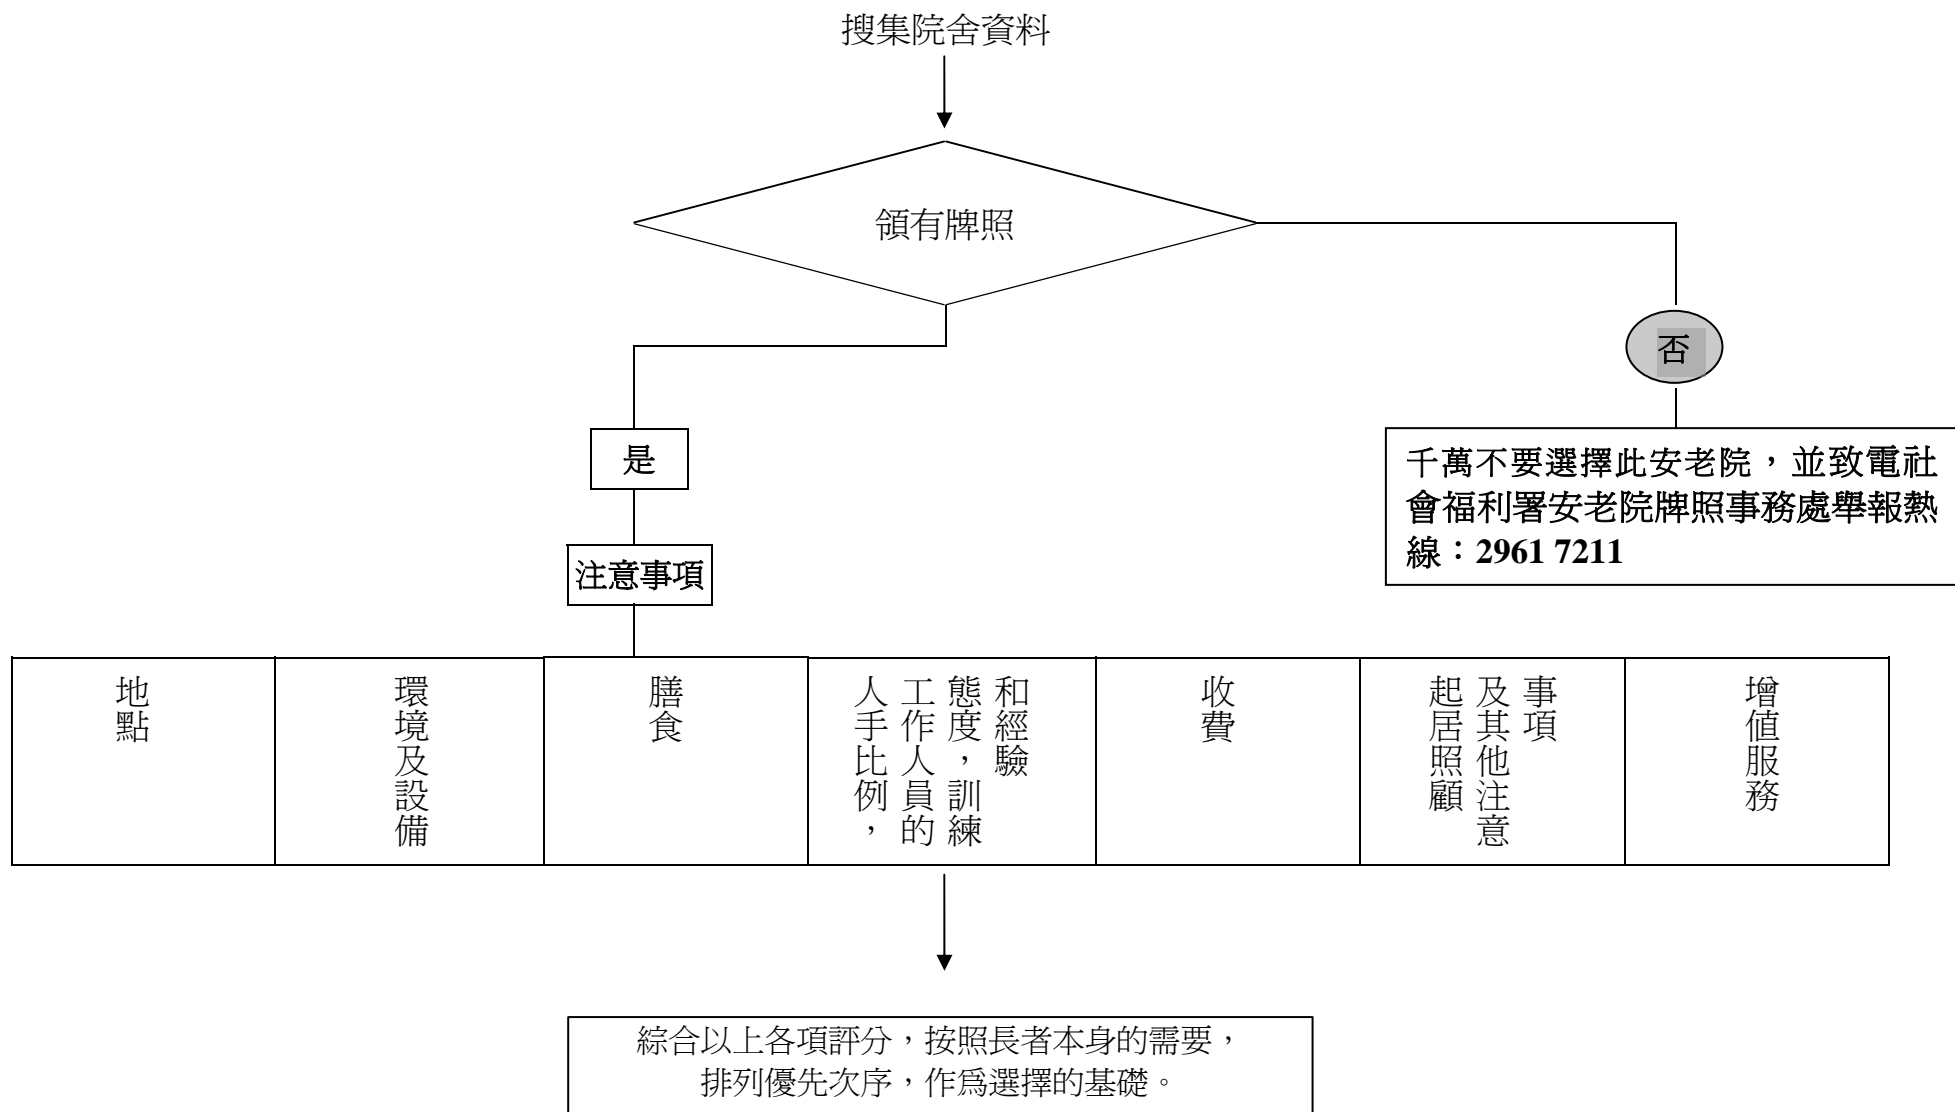 搜集院舍資料
領有牌照
否
是
千萬不要選擇此安老院，並致電社
會福利署安老院牌照事務處舉報熱
線：2961 7211
注意事項
地點
環境及設備
膳食
人手比例，
工作人員的
態度，訓練
和經驗
收費
起居照顧
及其他注意
事項
增值服務
綜合以上各項評分，按照長者本身的需要，
排列優先次序，作爲選擇的基礎。